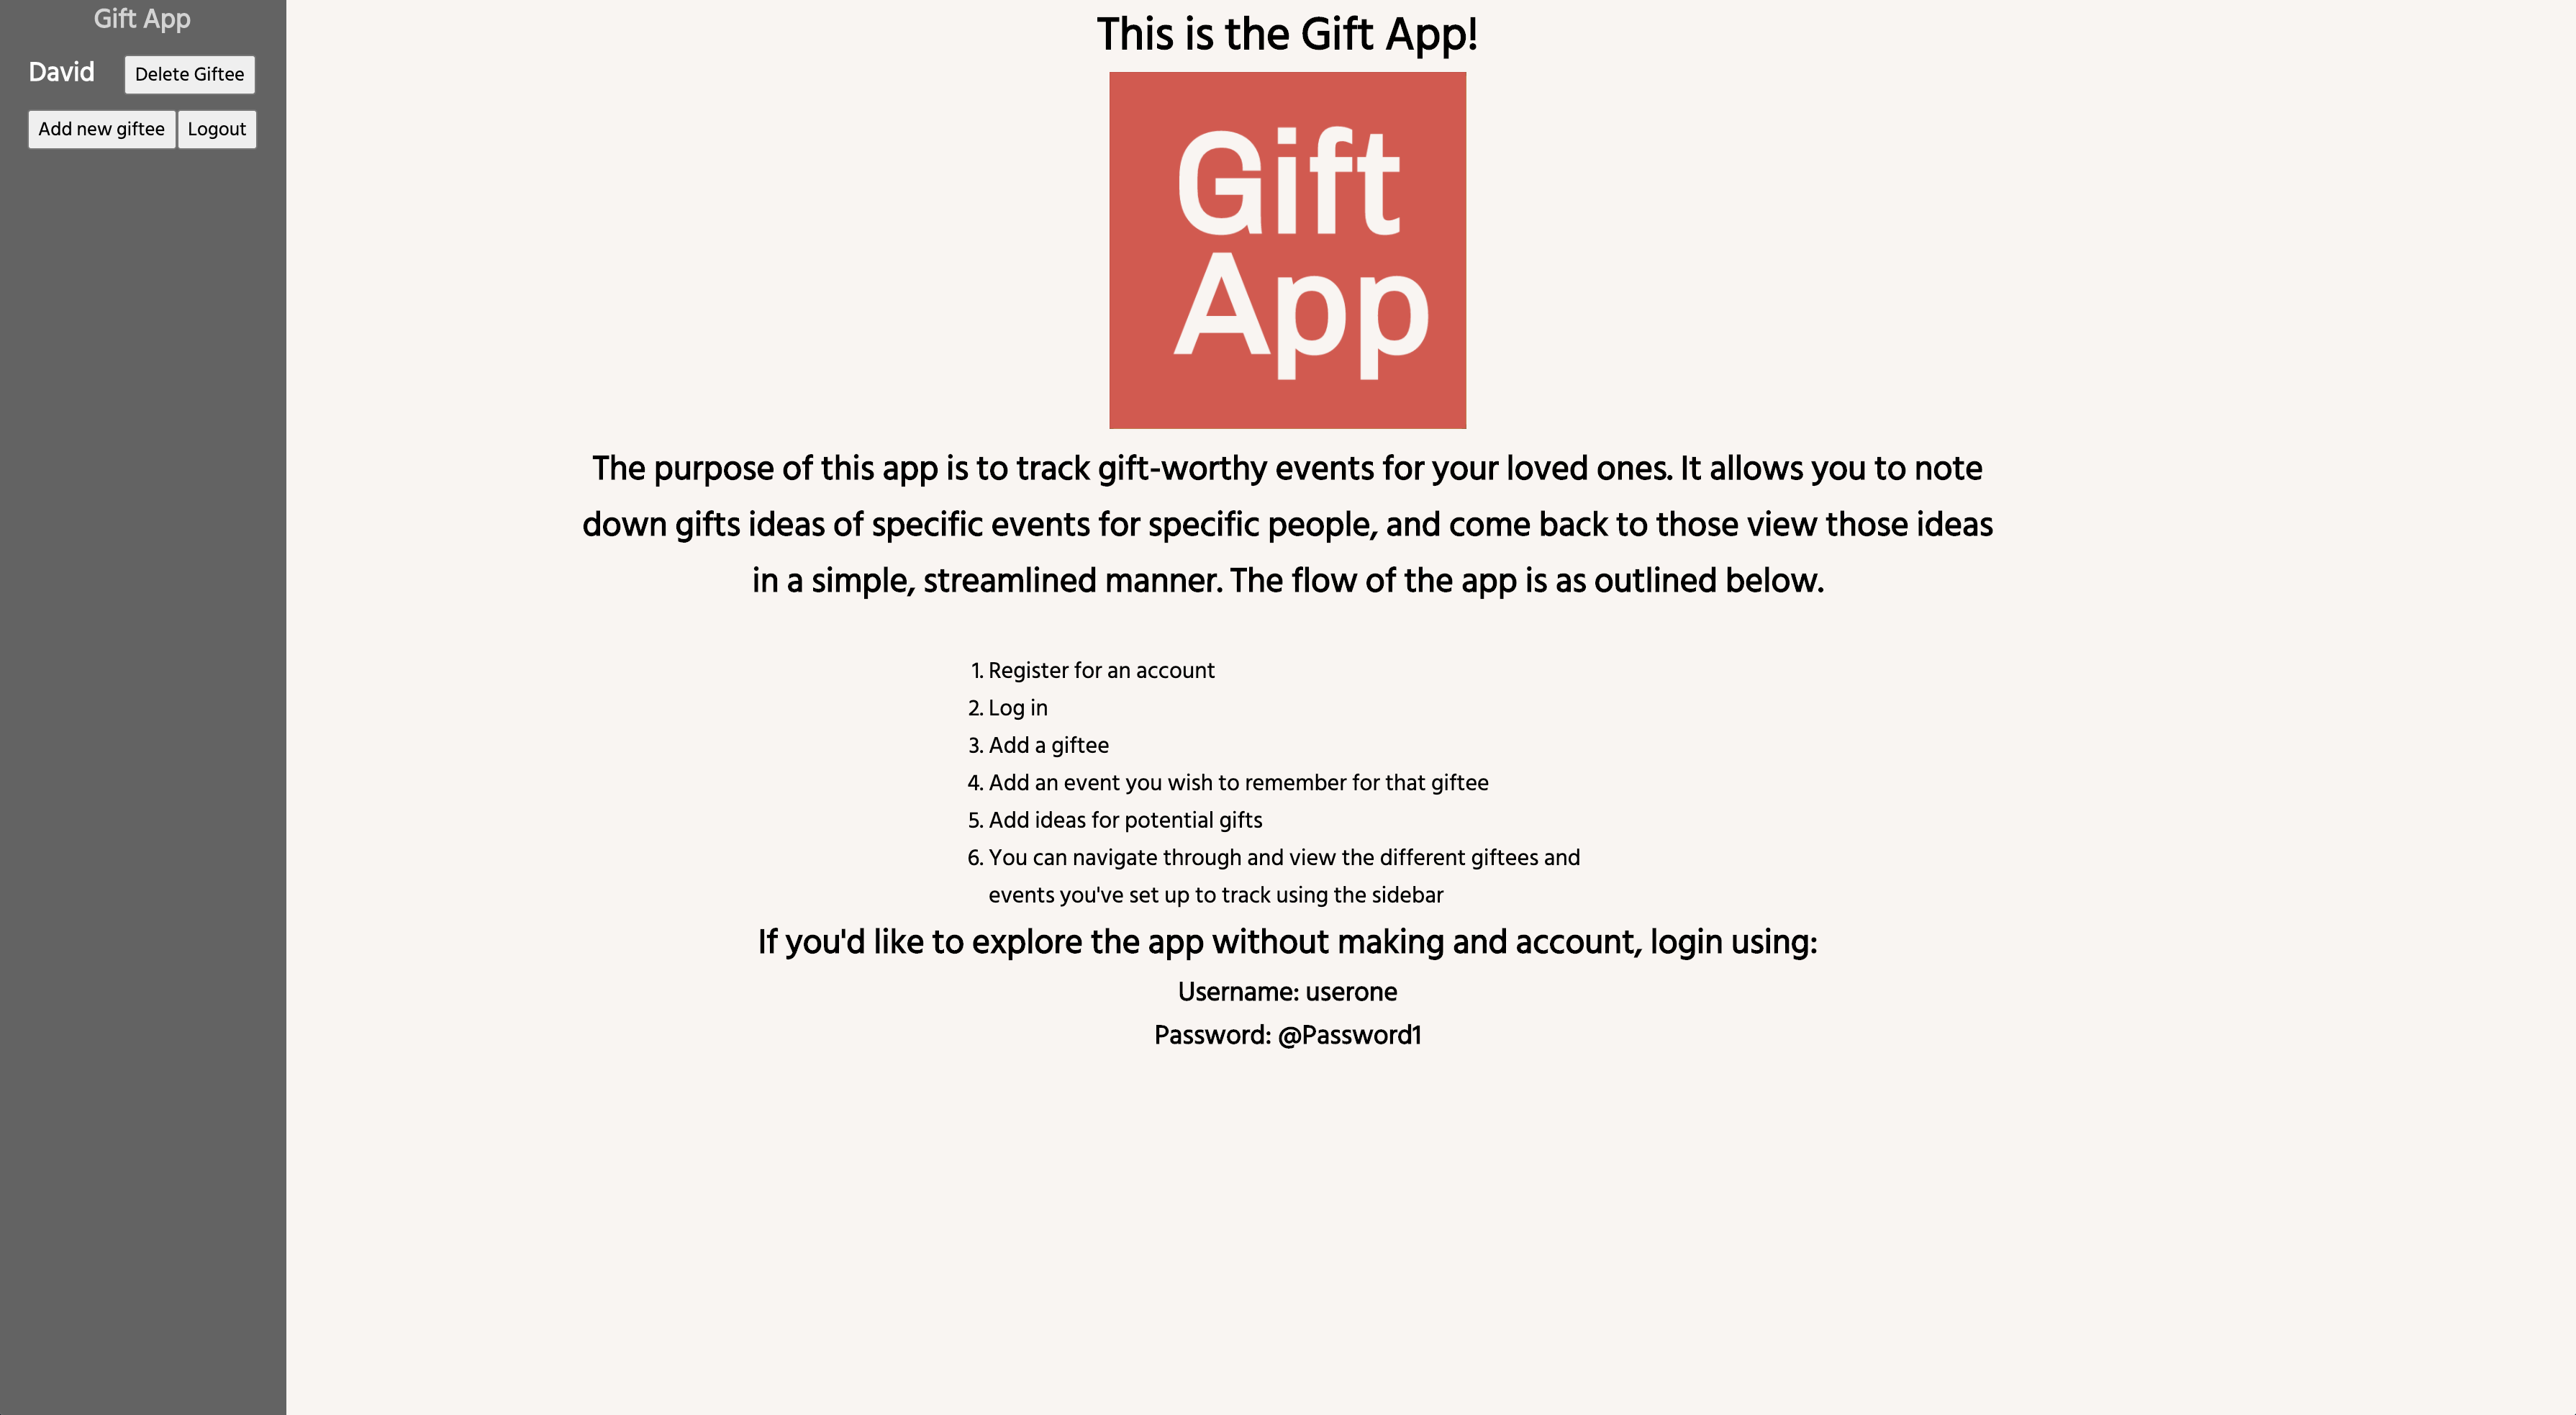 Gift App
David
Delete Giftee
Add new giftee
Logout
This is the Gift App!
Gift
App
The purpose of this app is to track gift-worthy events for your loved ones. It allows you to note
down gifts ideas of specific events for specific people, and come back to those view those ideas
in a simple, streamlined manner. The flow of the app is as outlined below.
1. Register for an account
2. Log in
3. Add a giftee
4. Add an event you wish to remember for that giftee
5. Add ideas for potential gifts
6. You can navigate through and view the different giftees and
events you've set up to track using the sidebar
If you'd like to explore the app without making and account, login using:
Username: userone
Password: @Password1